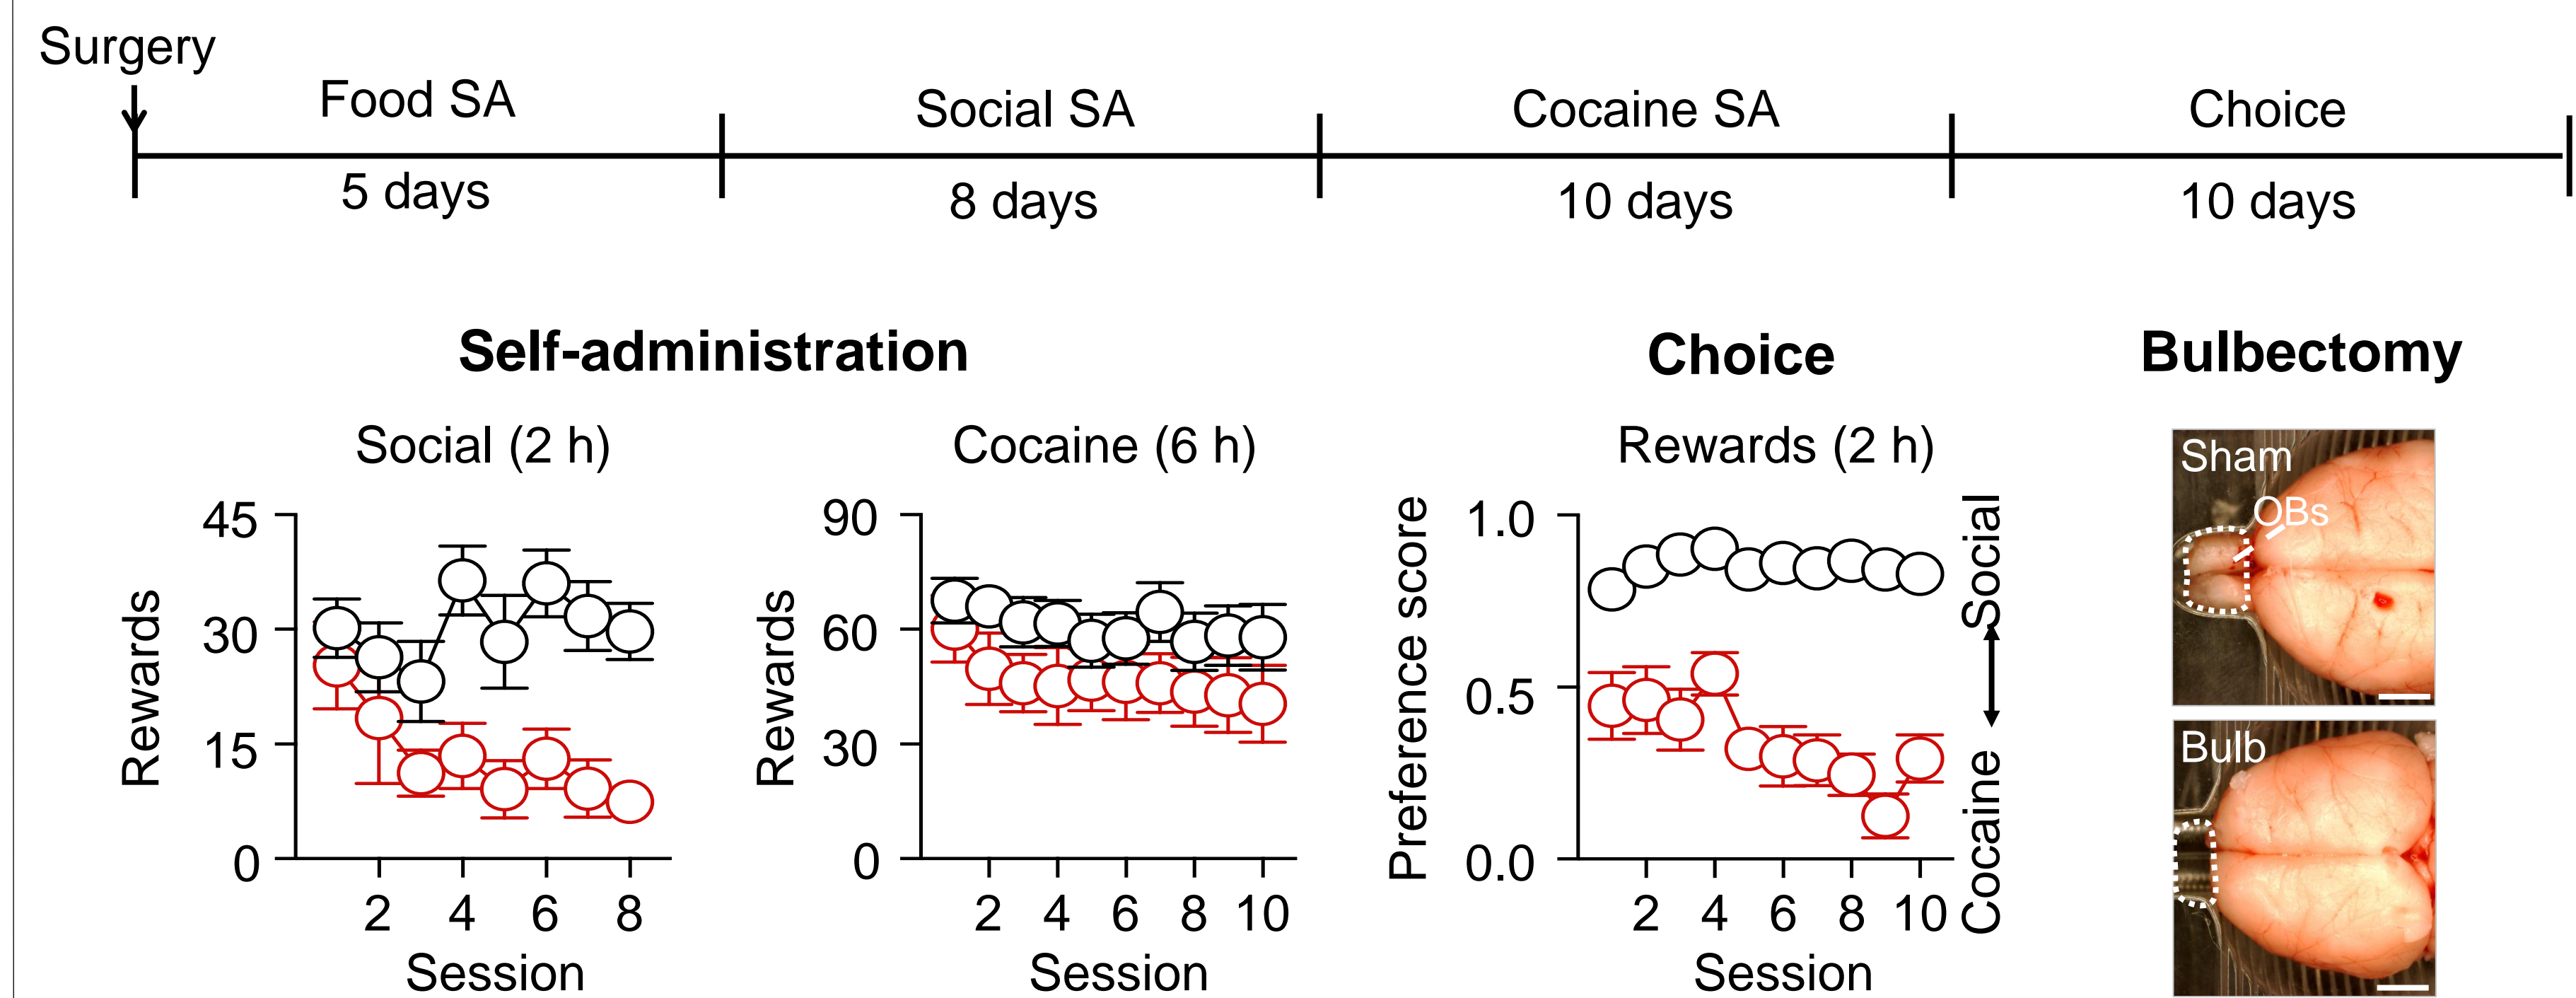 Surgery
Food SA
Social SA
Cocaine SA
Choice
5 days
8 days
10 days
10 days
Self-administration
Choice
Bulbectomy
Social (2 h)
Rewards
45
30
15
0
2 4 6 8
Session
Cocaine (6 h)
Rewards
90
60
30
0
2 4 6 8 10
Session
Rewards (2 h)
Preference score
1.0
0.5
0.0
2 4 6 8 10
Session
Social
Cocaine
Sham
OBs
Bulb